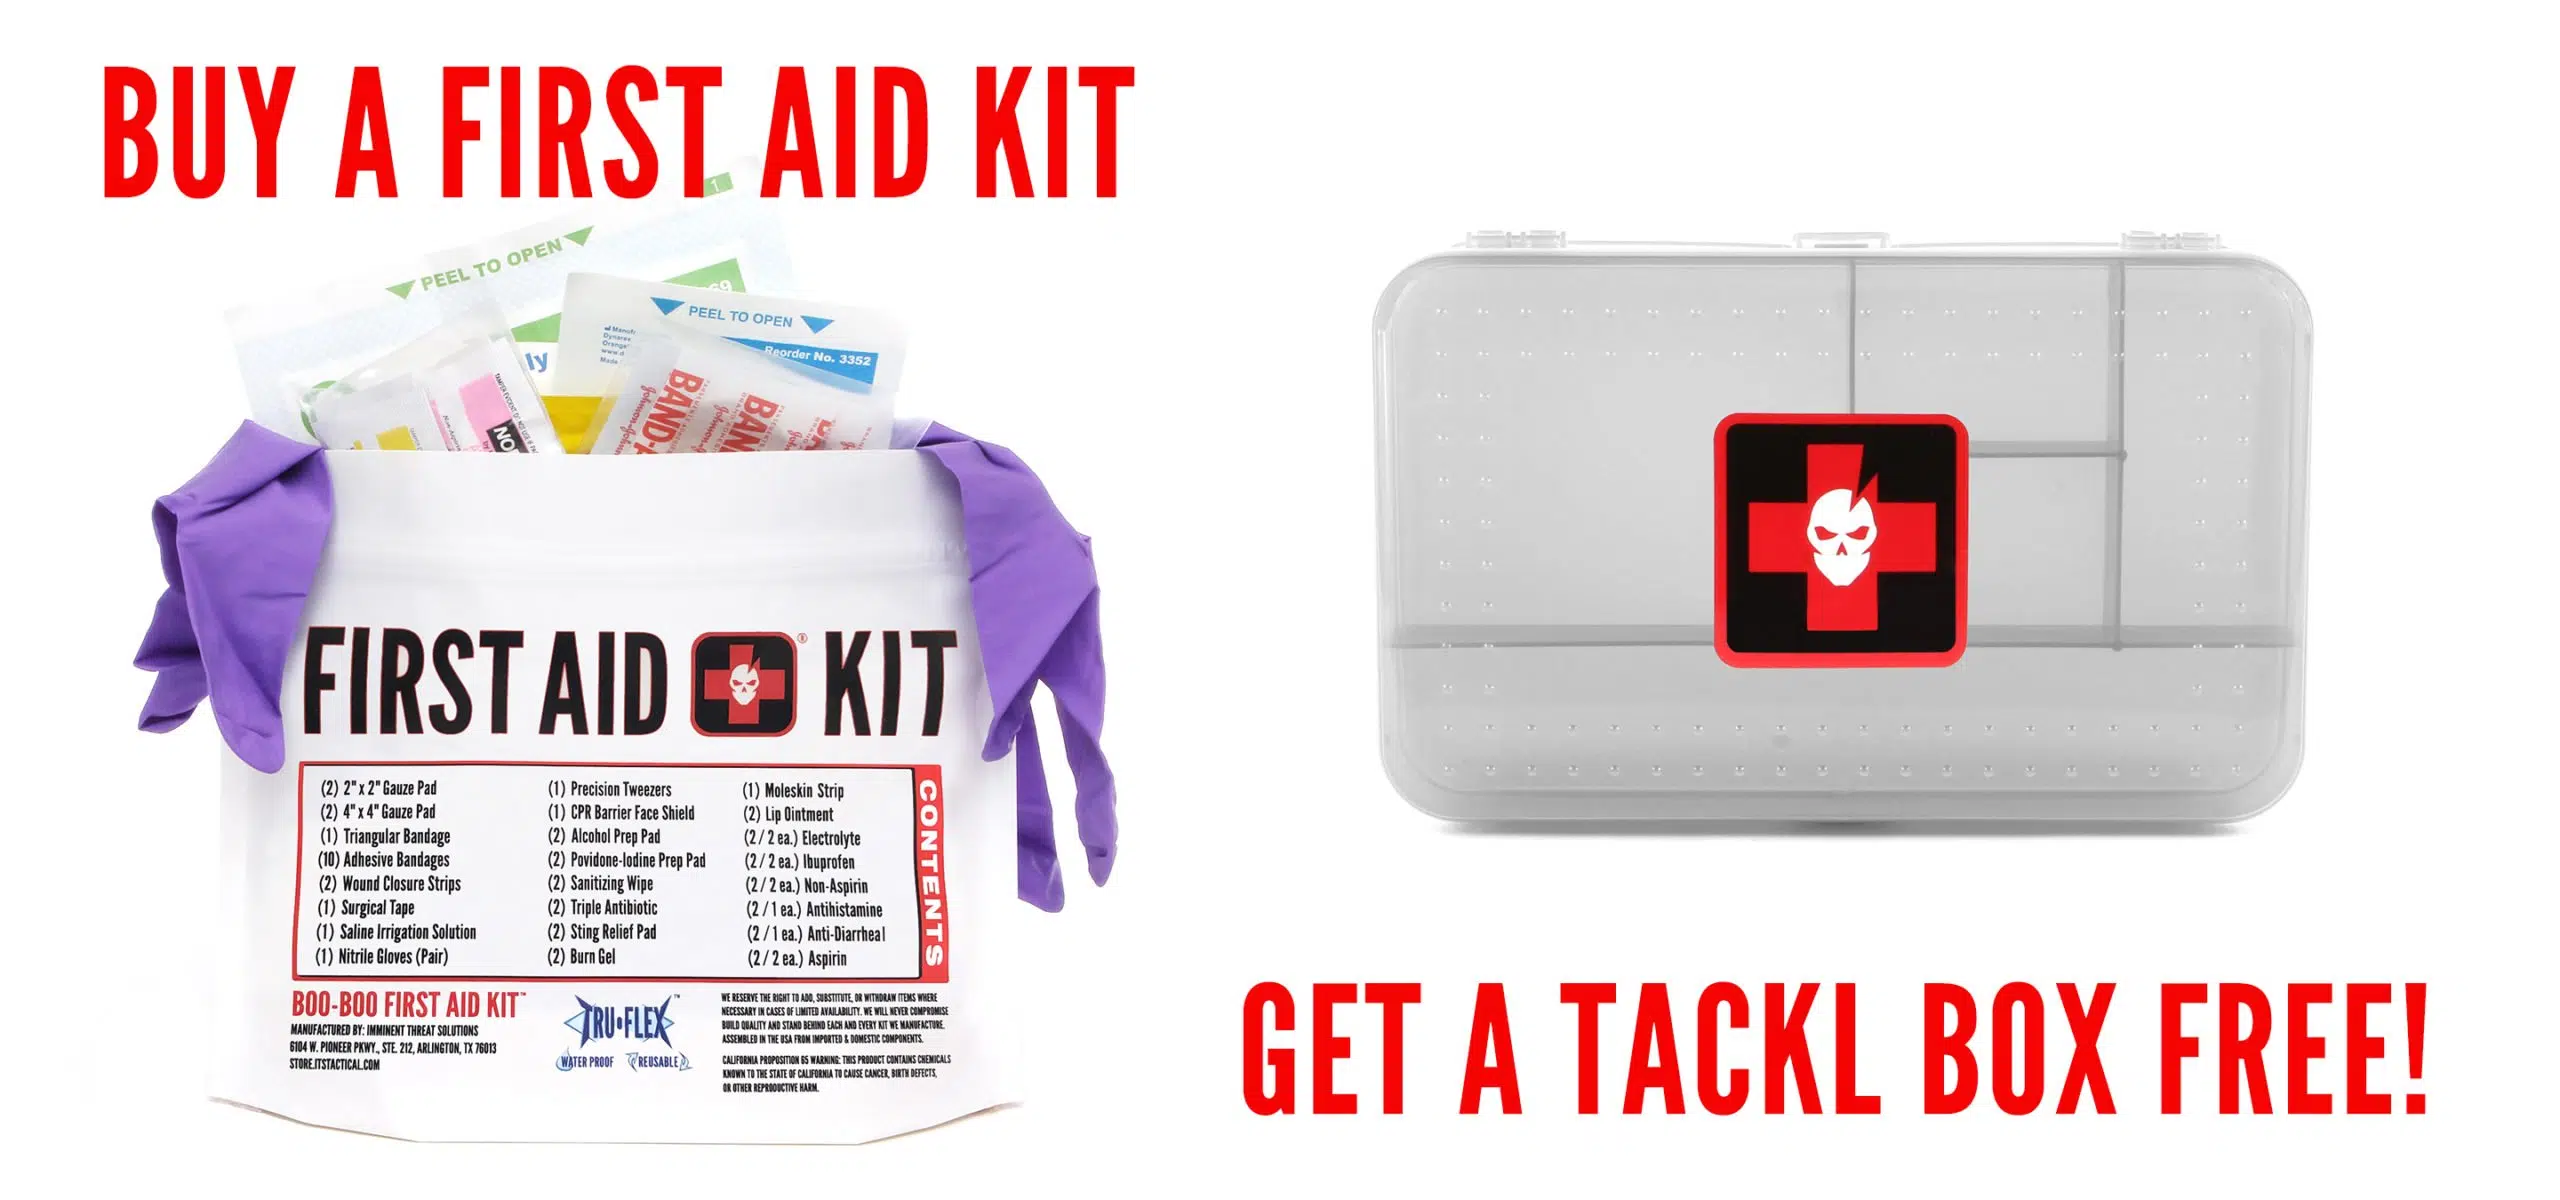 BUY A FIRST AID KIT
1
PEEL TO OPEN
69
PEEL TO OPEN
Reorder No. 3352
ly
BAND-
Johnson-John
BAN
FIRST AID KIT
®
(2) 2" x 2" Gauze Pad
(2) 4" x 4" Gauze Pad
(1) Triangular Bandage
(10) Adhesive Bandages
(2) Wound Closure Strips
(1) Surgical Tape
(1) Saline Irrigation Solution
(1) Nitrile Gloves (Pair)
(1) Precision Tweezers
(1) CPR Barrier Face Shield
(2) Alcohol Prep Pad
(2) Povidone-Iodine Prep Pad
(2) Sanitizing Wipe
(2) Triple Antibiotic
(2) Sting Relief Pad
(2) Burn Gel
(1) Moleskin Strip
(2) Lip Ointment
(2 / 2 ea.) Electrolyte
(2 / 2 ea.) Ibuprofen
(2 / 2 ea.) Non-Aspirin
(2 / 1 ea.) Antihistamine
(2 / 1 ea.) Anti-Diarrheal
(2 / 2 ea.) Aspirin
CONTENTS
BOO-BOO FIRST AID KIT™
MANUFACTURED BY: IMMINENT THREAT SOLUTIONS
6104 W. PIONEER PKWY., STE. 212, ARLINGTON, TX 76013
STORE.ITSTACTICAL.COM
TRU•FLEX™
WATER PROOF REUSABLE
WE RESERVE THE RIGHT TO ADD, SUBSTITUTE, OR WITHDRAW ITEMS WHERE
NECESSARY IN CASES OF LIMITED AVAILABILITY. WE WILL NEVER COMPROMISE
BUILD QUALITY AND STAND BEHIND EACH AND EVERY KIT WE MANUFACTURE.
ASSEMBLED IN THE USA FROM IMPORTED & DOMESTIC COMPONENTS.
CALIFORNIA PROPOSITION 65 WARNING: THIS PRODUCT CONTAINS CHEMICALS
KNOWN TO THE STATE OF CALIFORNIA TO CAUSE CANCER, BIRTH DEFECTS,
OR OTHER REPRODUCTIVE HARM.
GET A TACKL BOX FREE!